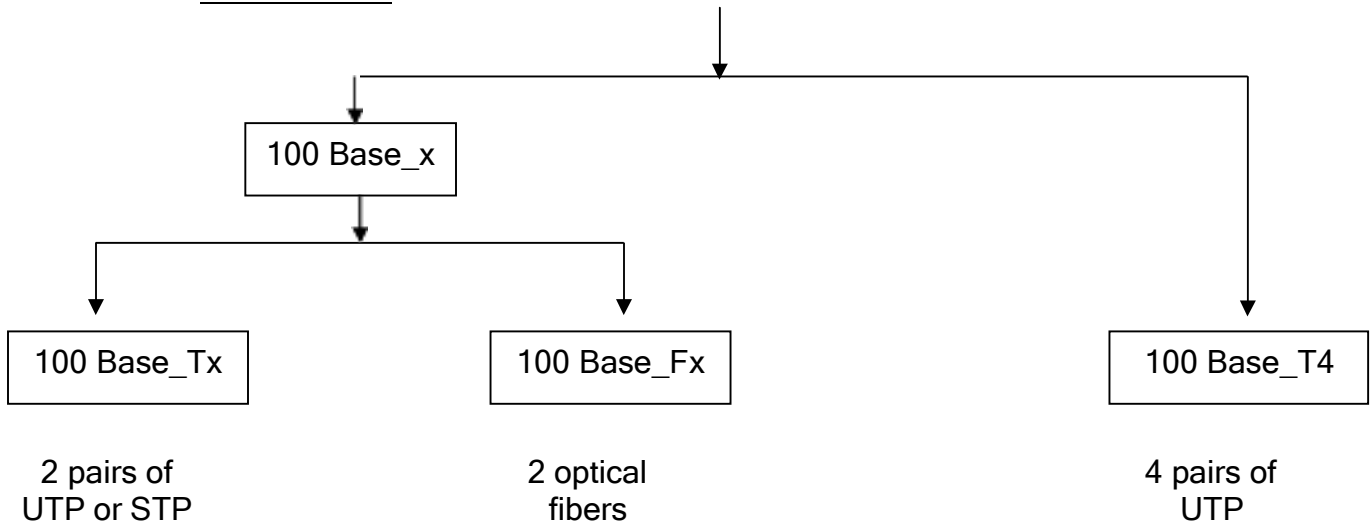 100 Base_x
100 Base_Tx
100 Base_Fx
100 Base_T4
2 pairs of
UTP or STP
2 optical
fibers
4 pairs of
UTP